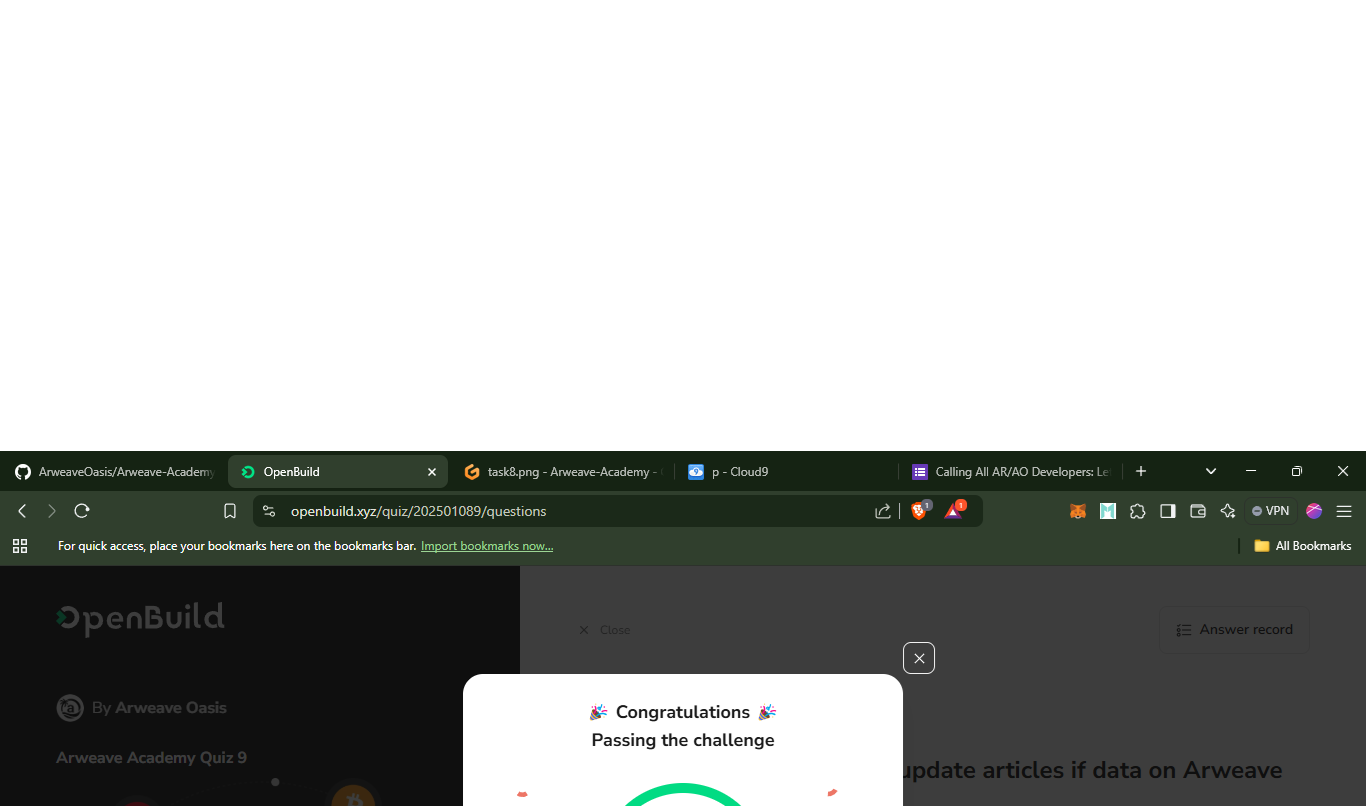 ArweaveOasis/Arweave-Academy
OpenBuild
task8.png - Arweave-Academy -
p - Cloud9
Calling All AR/AO Developers: Le
openbuild.xyz/quiz/202501089/questions
1
1
VPN
For quick access, place your bookmarks here on the bookmarks bar. Import bookmarks now...
All Bookmarks
OpenBuild
Close
Answer record
By Arweave Oasis
Congratulations
Passing the challenge
Arweave Academy Quiz 9
update articles if data on Arweave